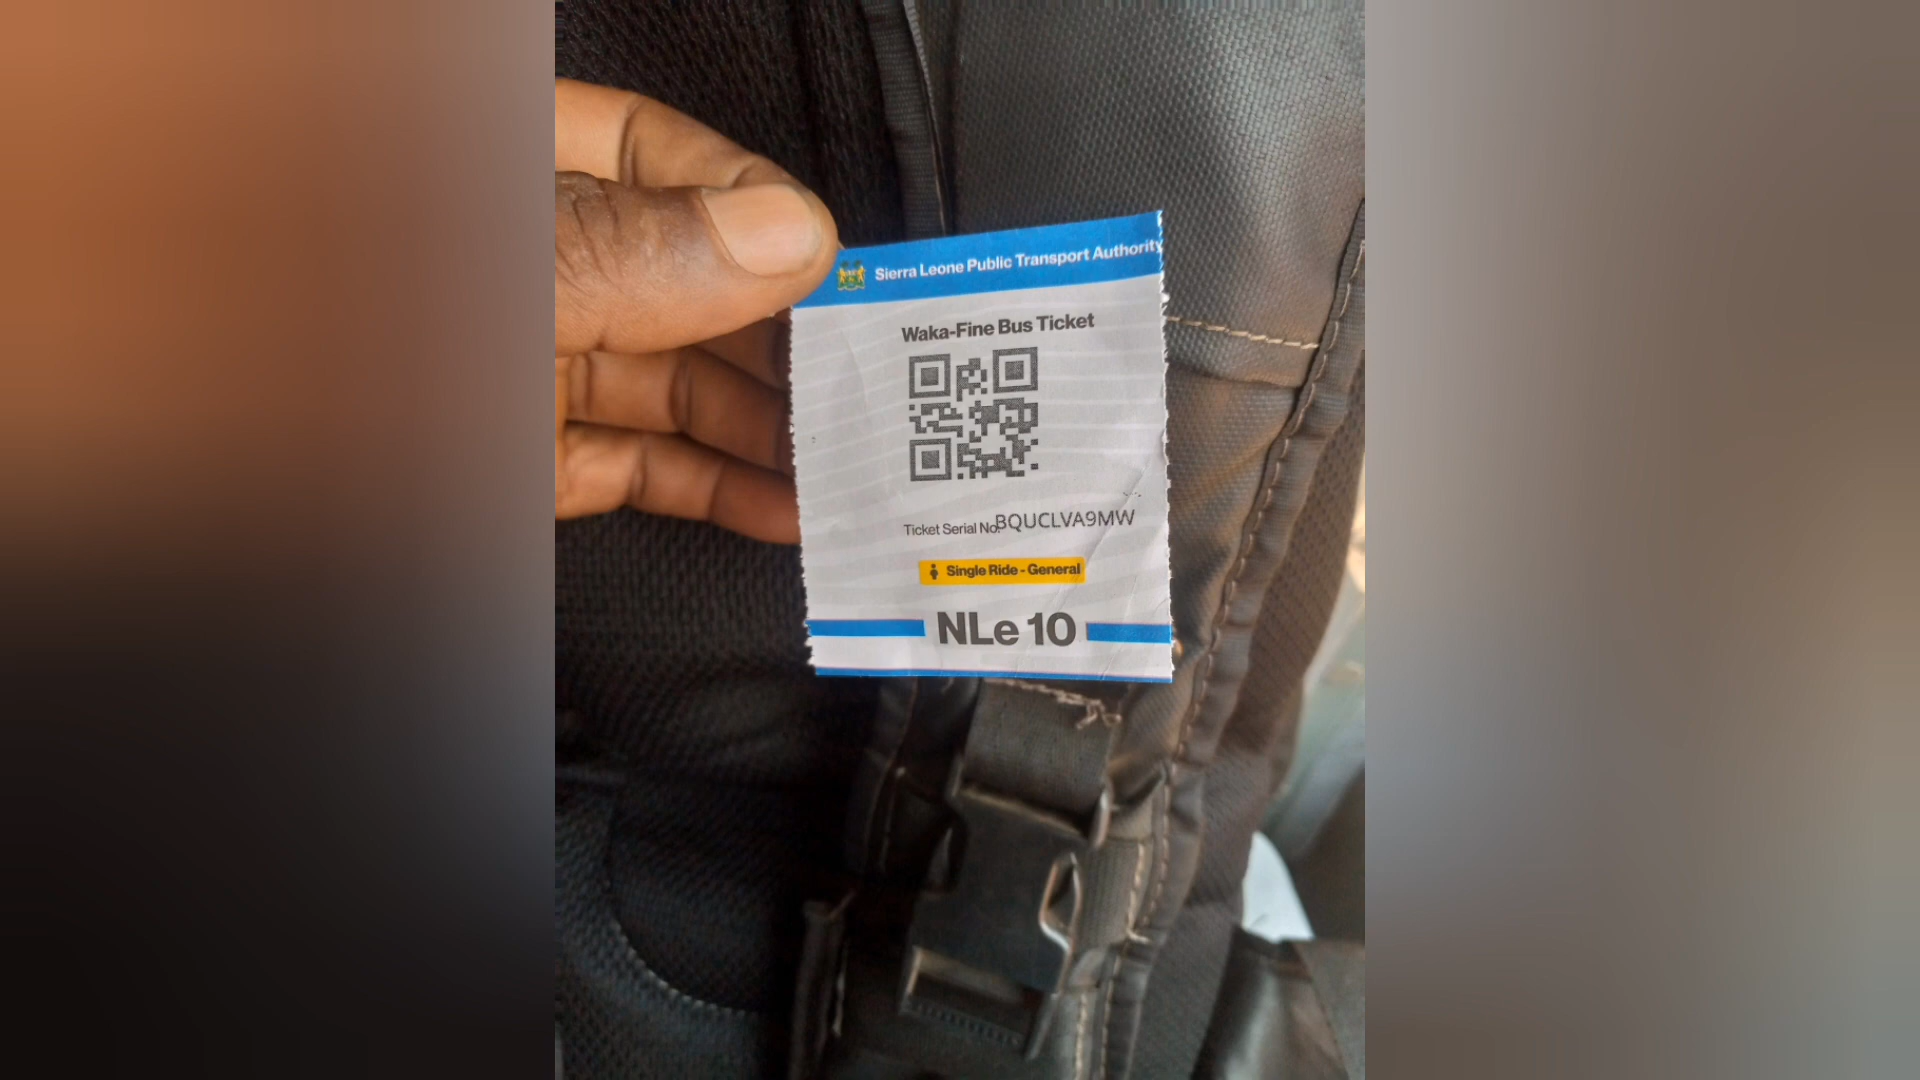 Sierra Leone Public Transport Authority
Waka-Fine Bus Ticket
Ticket Serial No: BQUCLVA9MW
Single Ride - General
NLe 10